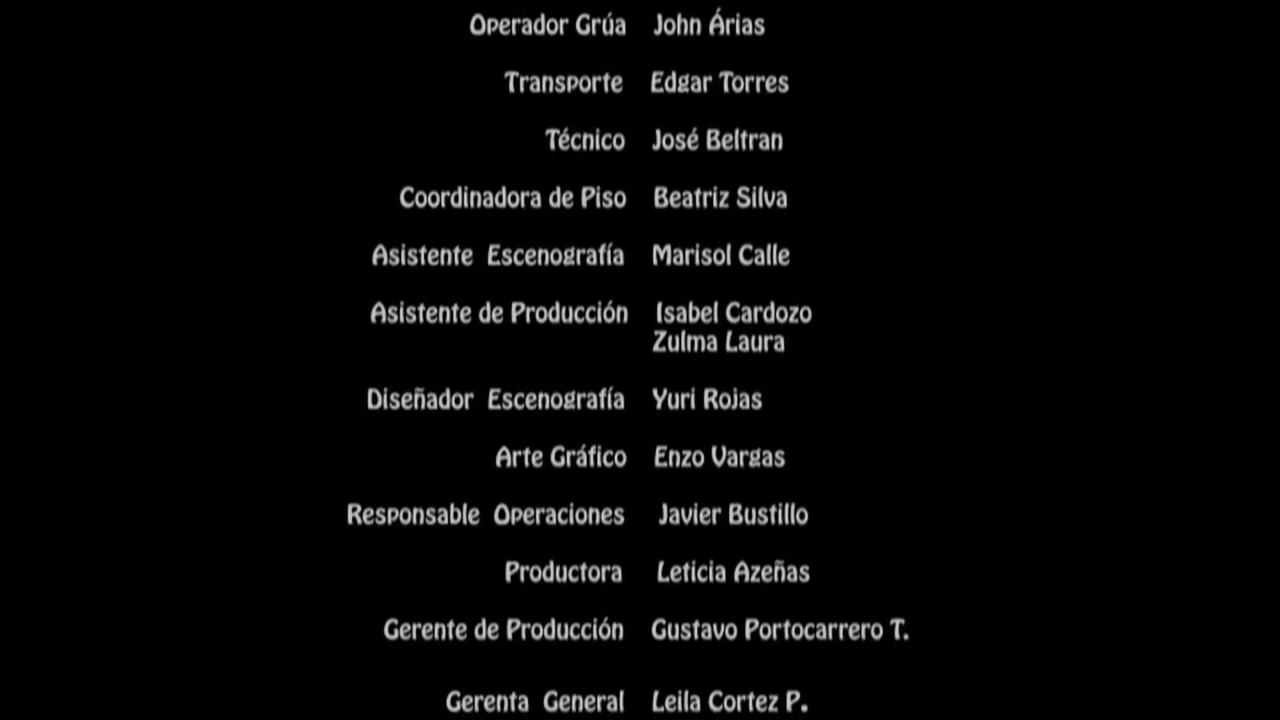 Operador Grúa John Árias
Transporte Edgar Torres
Técnico José Beltran
Coordinadora de Piso Beatriz Silva
Asistente Escenografía Marisol Calle
Asistente de Producción Isabel Cardozo
Zulma Laura
Diseñador Escenografía Yuri Rojas
Arte Gráfico Enzo Vargas
Responsable Operaciones Javier Bustillo
Productora Leticia Azeñas
Gerente de Producción Gustavo Portocarrero T.
Gerenta General Leila Cortez P.